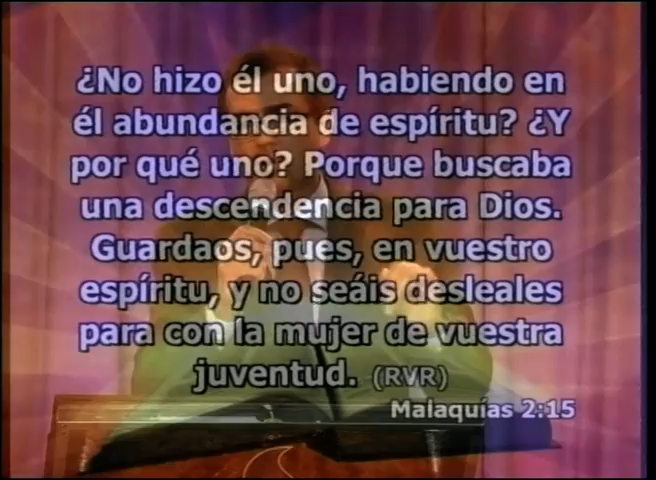 ¿No hizo él uno, habiendo en
él abundancia de espíritu? ¿Y
por qué uno? Porque buscaba
una descendencia para Dios.
Guardaos, pues, en vuestro
espíritu, y no seáis desleales
para con la mujer de vuestra
juventud. (RVR)
Malaquías 2:15